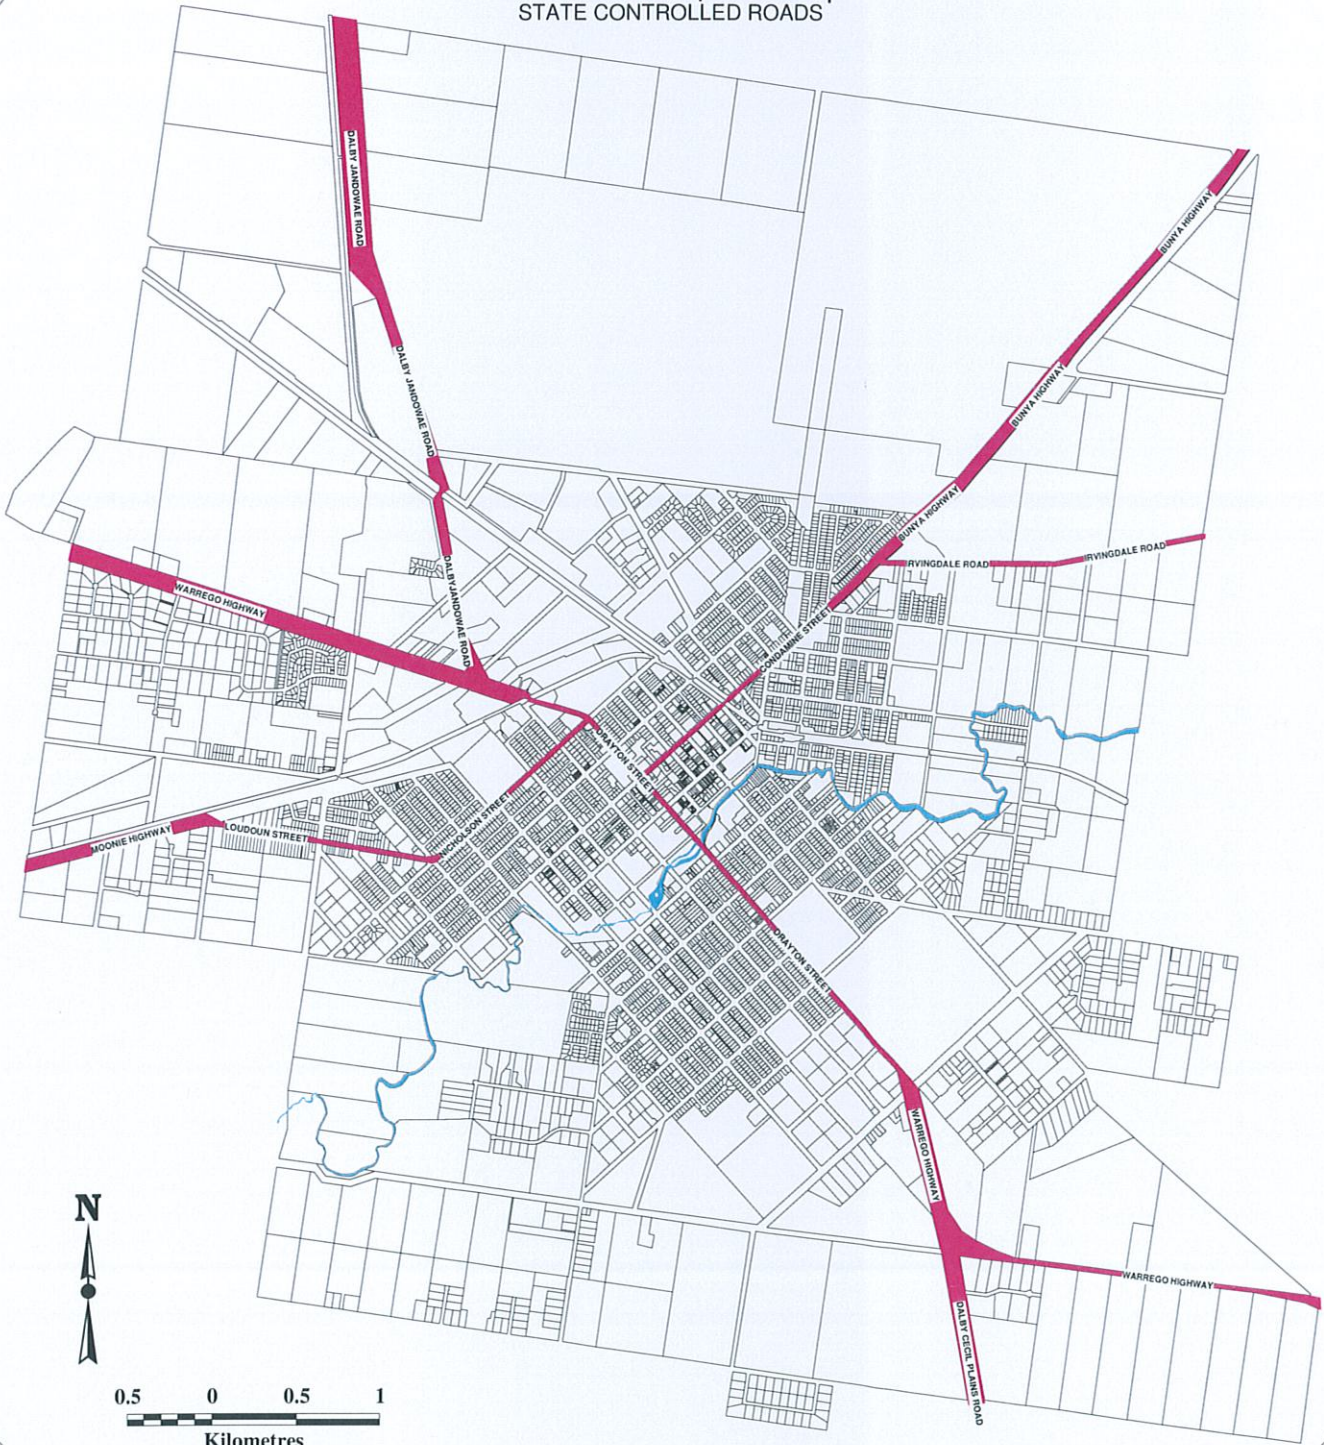 STATE CONTROLLED ROADS
DALBY JANDOWAE ROAD
BUNYA HIGHWAY
DALBY JANDOWAE ROAD
BUNYA HIGHWAY
BUNYA HIGHWAY
IRVINGDALE ROAD
IRVINGDALE ROAD
DALBY JANDOWAE ROAD
WARREGO HIGHWAY
CONDAMINE STREET
DRAYTON STREET
NICHOLSON STREET
LOUDOUN STREET
MOONIE HIGHWAY
DRAYTON STREET
WARREGO HIGHWAY
WARREGO HIGHWAY
DALBY CECIL PLAINS ROAD
N
0.5 0 0.5 1
Kilometres